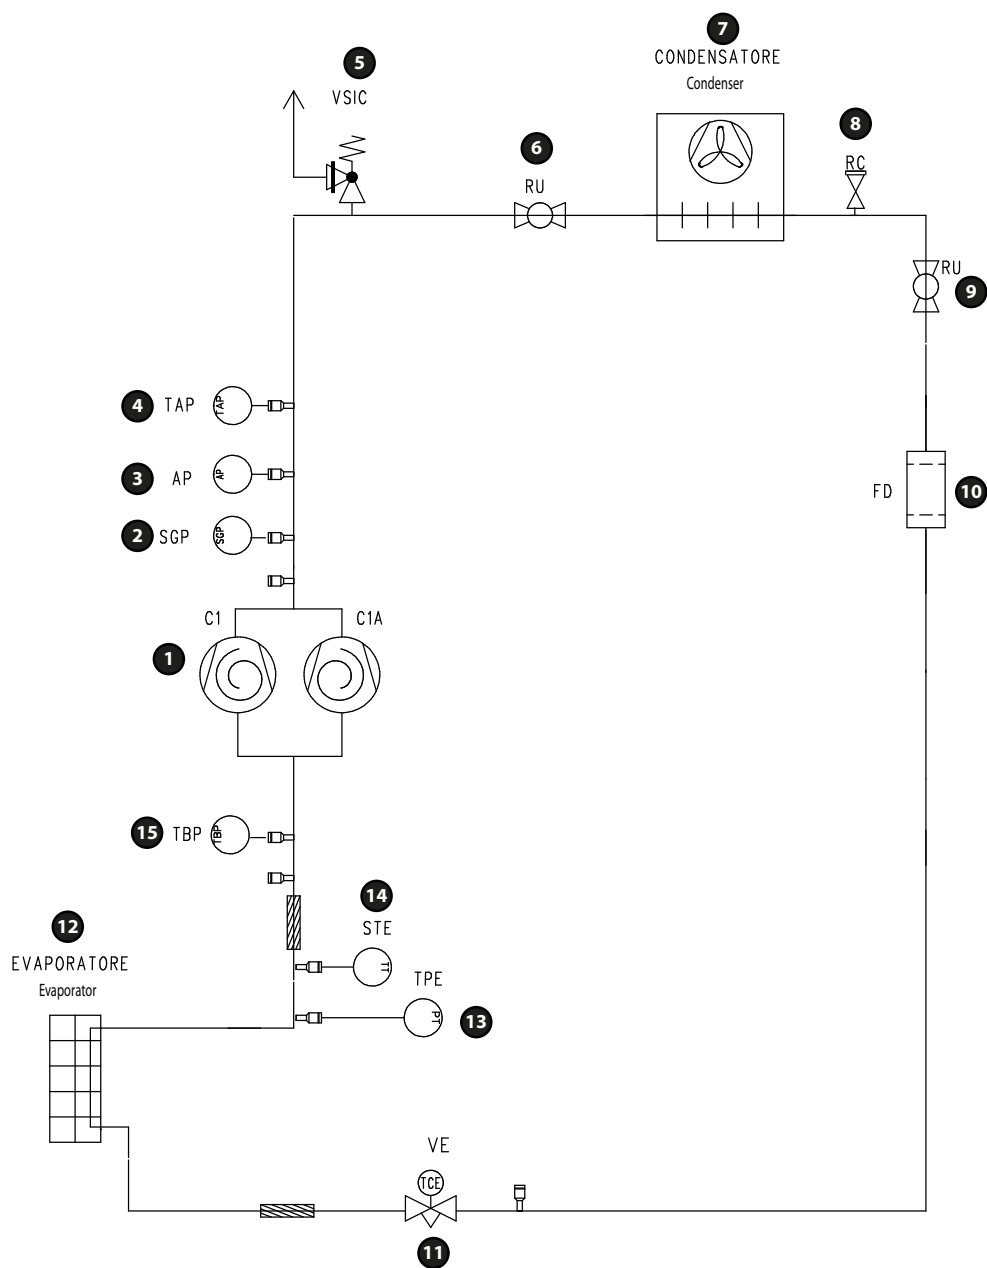 7
CONDENSATORE
Condenser
5
VSIC
8
RC
6
RU
RU
9
4 TAP TAP
3 AP AP
2 SGP SGP
FD 10
C1 C1A
1
15 TBP TBP
14
STE
TT
12
EVAPORATORE
Evaporator
TPE
PT 13
VE
TCE
11